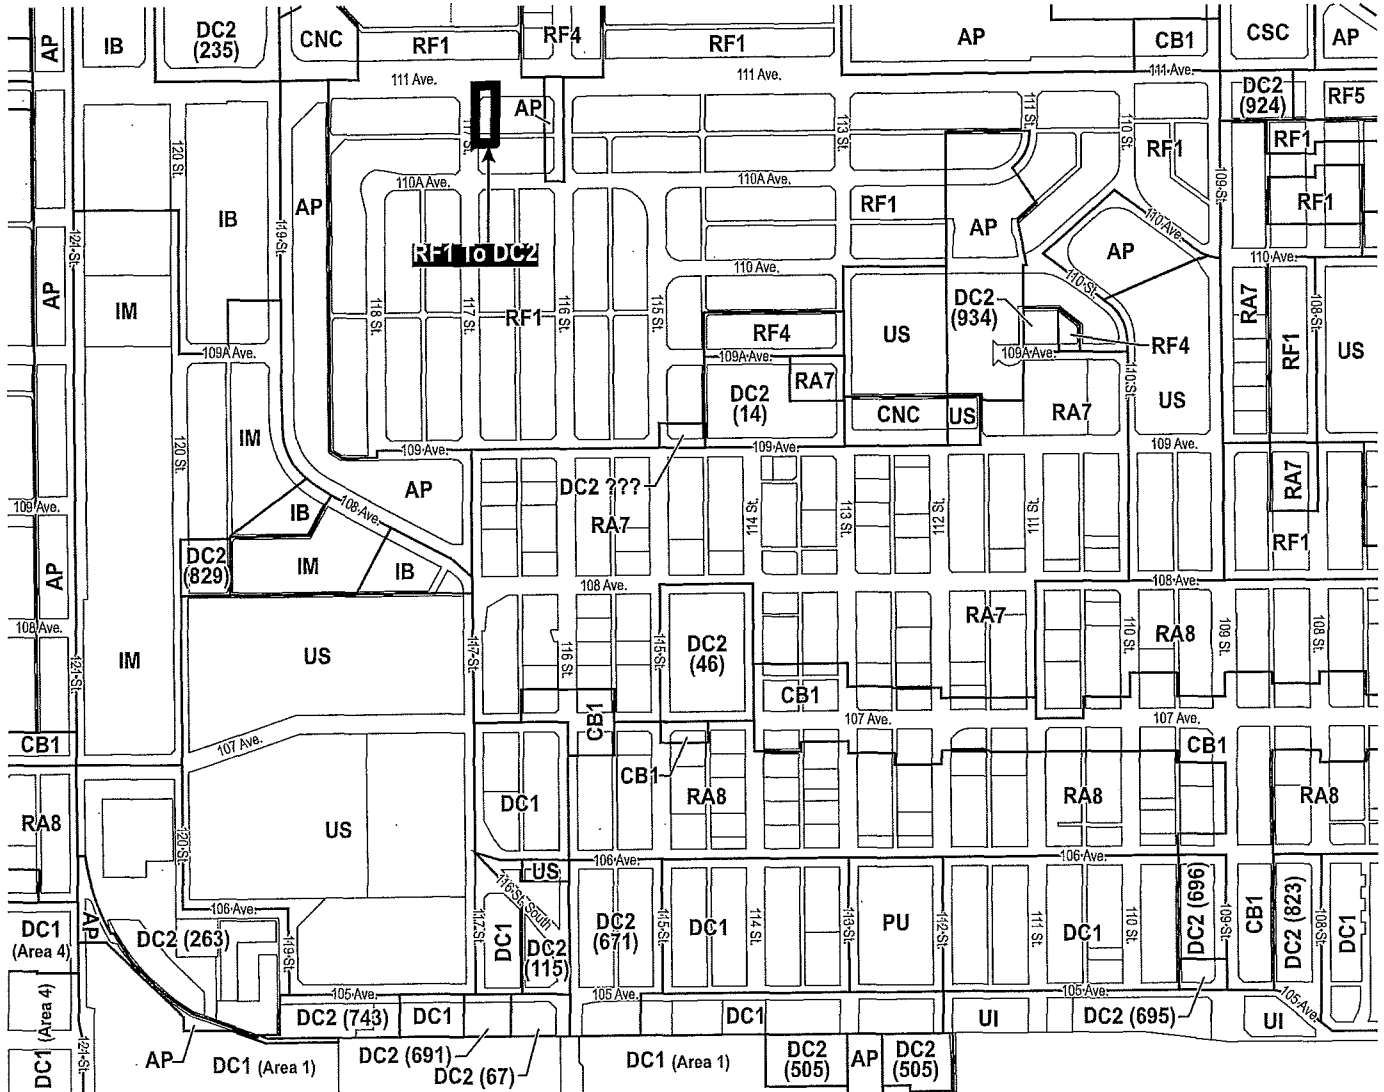 AP
IB
DC2
(235)
CNC
RF1
RF4
RF1
AP
CB1
CSC
AP
111 Ave.
111 Ave.
111 Ave.
DC2
(924)
RF5
AP
117 St.
113 St.
111 St.
110 St.
RF1
RF1
120 St.
110A Ave.
110A Ave.
109 St.
RF1
RF1
AP
IB
119 St.
AP
110 Ave.
121 St.
RF1 To DC2
AP
110 Ave.
110 Ave.
110 St.
AP
IM
118 St.
117 St.
RF1
116 St.
115 St.
RF4
US
DC2
(934)
RF4
RA7
108 St.
RF1
US
109A Ave.
109A Ave.
109A Ave.
DC2
(14)
RA7
CNC
US
RA7
110 St.
US
IM
120 St.
109 Ave.
109 Ave.
109 Ave.
AP
DC2 ???
RA7
109 Ave.
IB
108 Ave.
RA7
114 St.
113 St.
112 St.
111 St.
RF1
AP
DC2
(829)
IM
IB
108 Ave.
108 Ave.
108 Ave.
IM
121 St.
US
117 St.
116 St.
115 St.
DC2
(46)
RA7
110 St.
RA8
109 St.
108 St.
CB1
CB1
107 Ave.
107 Ave.
107 Ave.
CB1
CB1
CB1
RA8
US
120 St.
DC1
RA8
RA8
RA8
106 Ave.
106 Ave.
US
116 St. South
106 Ave.
AP
DC2 (263)
119 St.
117 St.
DC1
DC2
(115)
DC2
(671)
115 St.
DC1
114 St.
113 St.
PU
112 St.
111 St.
DC1
110 St.
DC2 (696)
109 St.
CB1
DC2 (823)
108 St.
DC1
DC1
(Area 4)
105 Ave.
105 Ave.
105 Ave.
105 Ave.
DC1 (Area 4)
DC2 (743)
DC1
DC1
UI
DC2 (695)
UI
121 St.
AP
DC1 (Area 1)
DC2 (691)
DC2 (67)
DC1 (Area 1)
DC2
(505)
AP
DC2
(505)
DC1